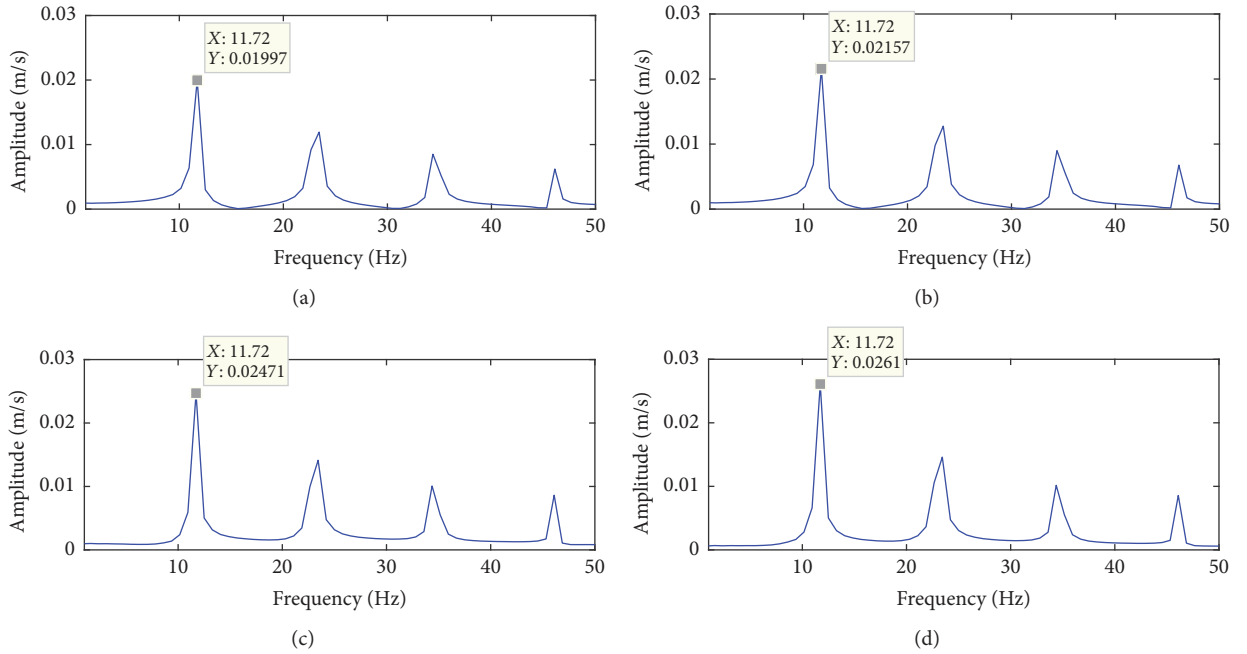 X: 11.72
Y: 0.01997
0.03
0.02
0.01
0
Amplitude (m/s)
10 20 30 40 50
Frequency (Hz)
(a)
X: 11.72
Y: 0.02157
0.03
0.02
0.01
0
Amplitude (m/s)
10 20 30 40 50
Frequency (Hz)
(b)
X: 11.72
Y: 0.02471
0.03
0.02
0.01
0
Amplitude (m/s)
10 20 30 40 50
Frequency (Hz)
(c)
X: 11.72
Y: 0.0261
0.03
0.02
0.01
0
Amplitude (m/s)
10 20 30 40 50
Frequency (Hz)
(d)